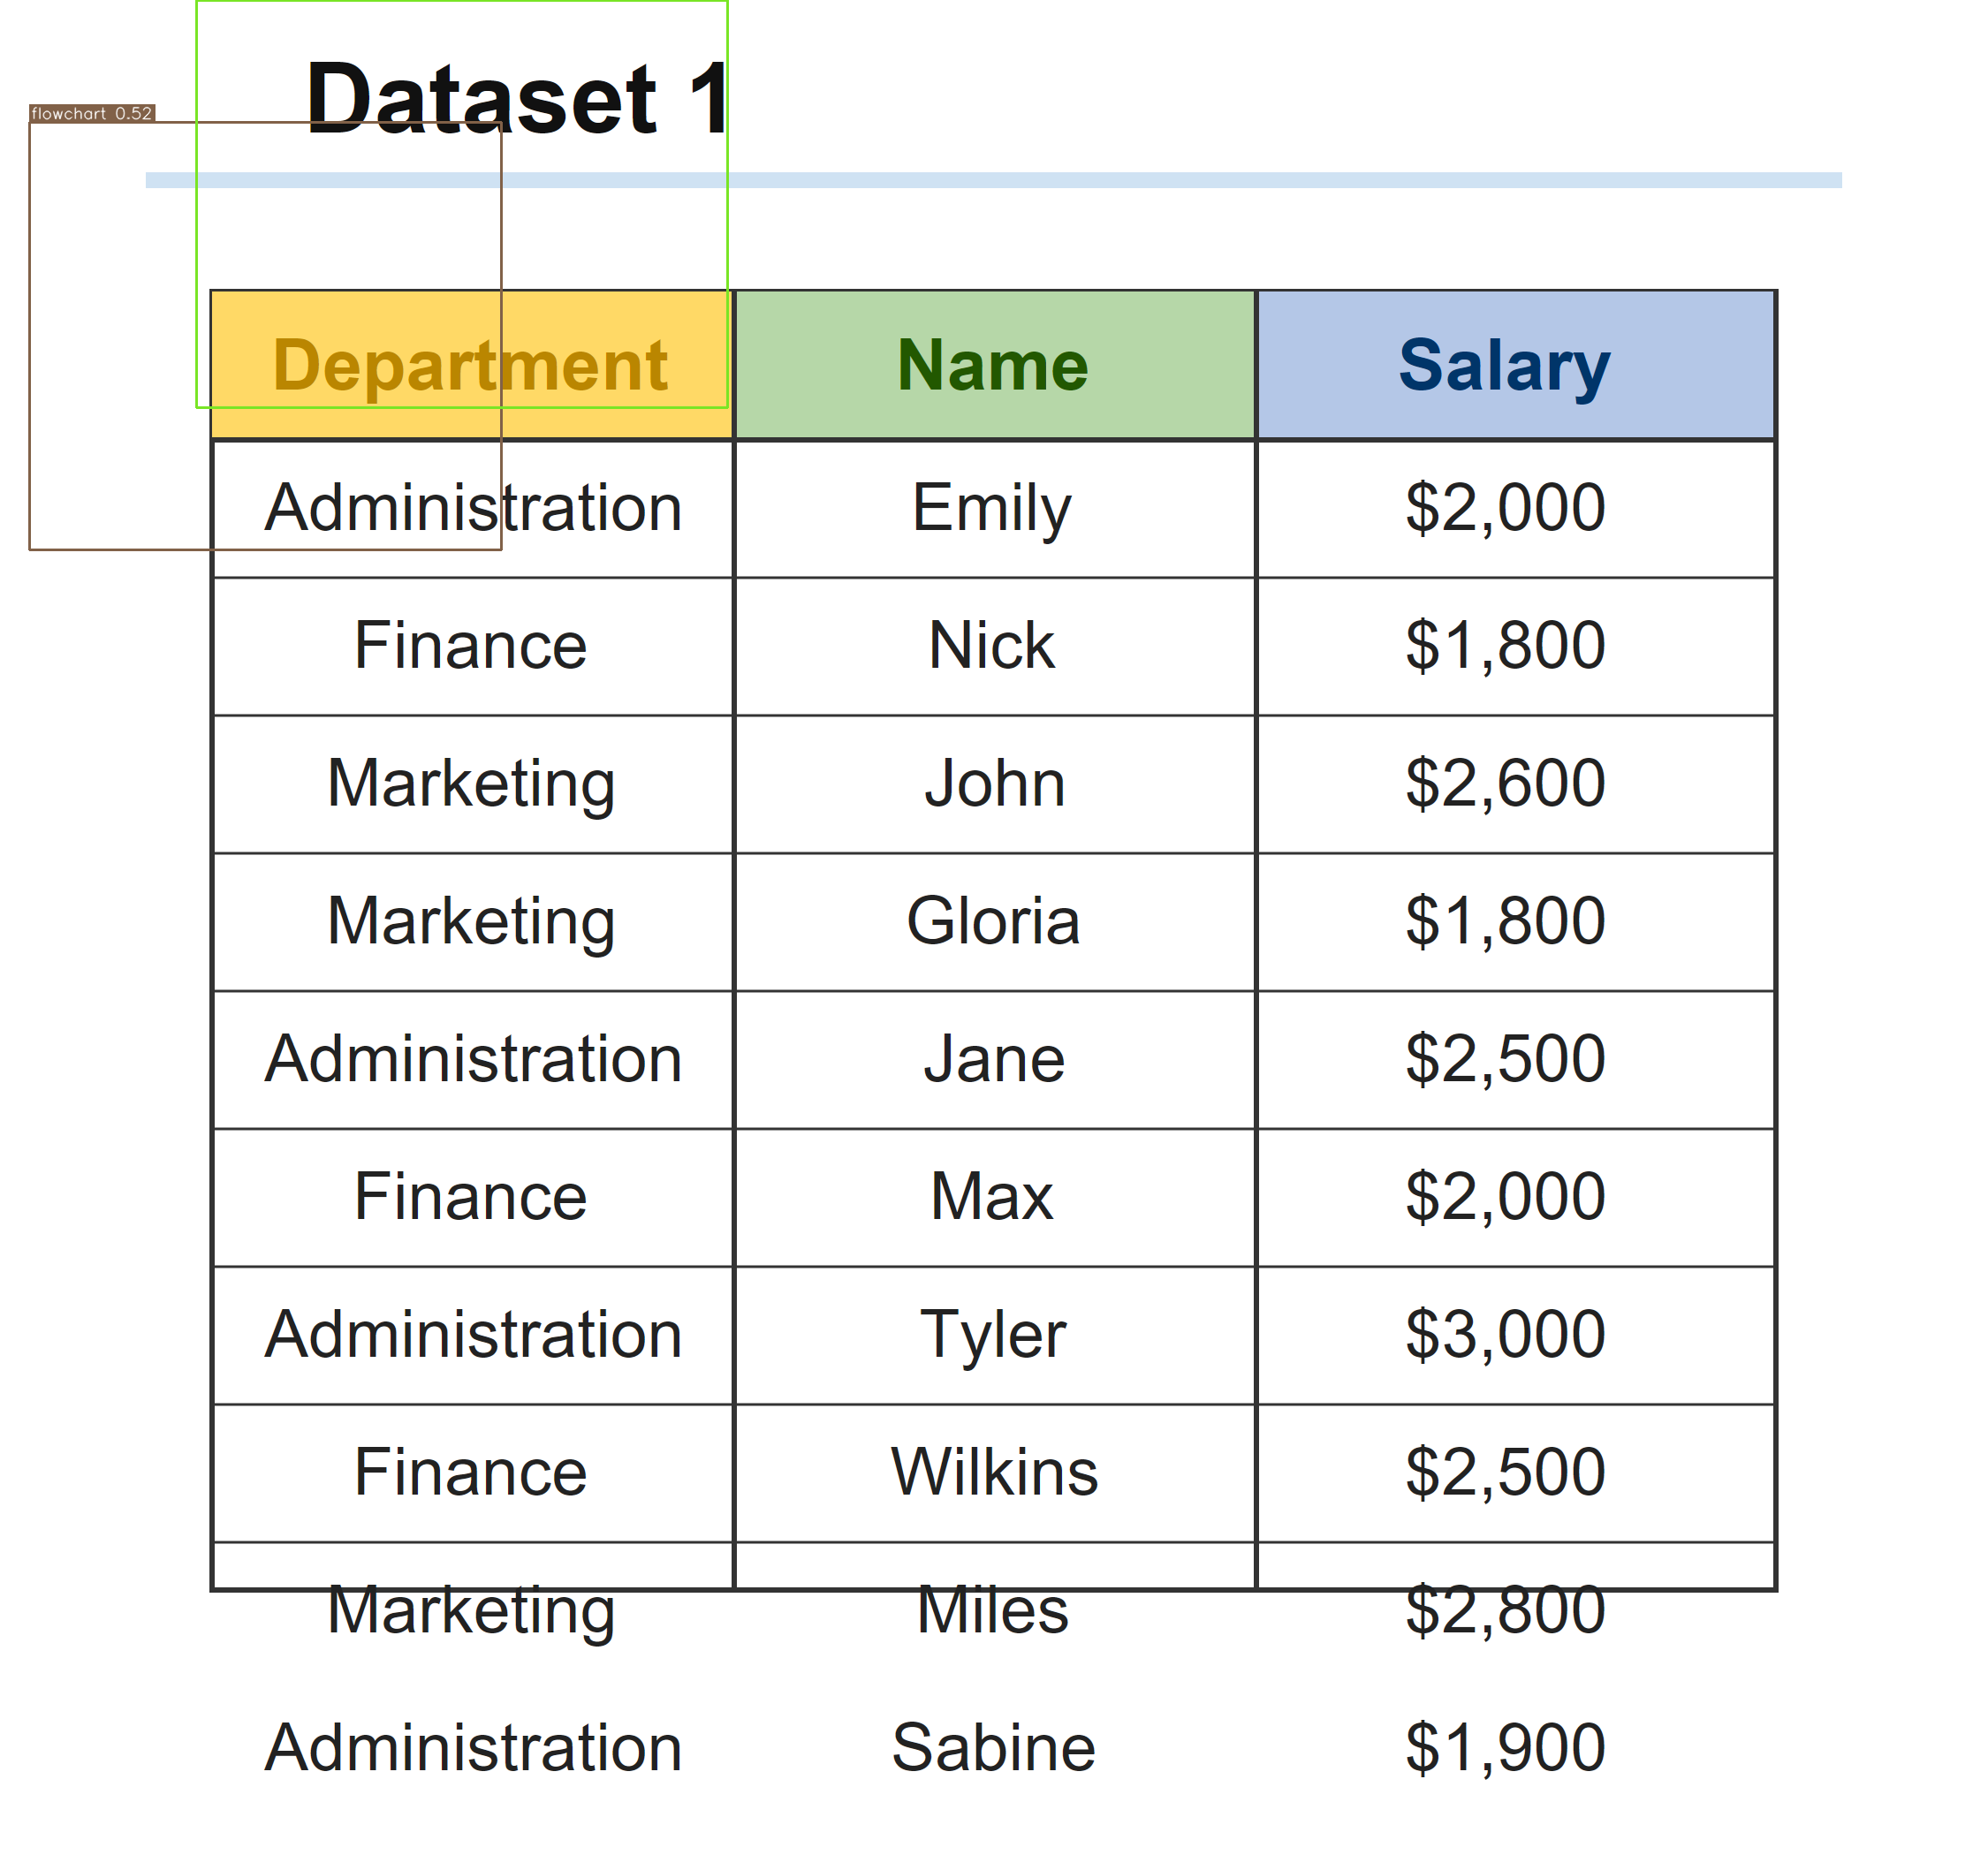 Dataset 1
flowchart 0.52
Department Name Salary
Administration Emily $2,000
Finance Nick $1,800
Marketing John $2,600
Marketing Gloria $1,800
Administration Jane $2,500
Finance Max $2,000
Administration Tyler $3,000
Finance Wilkins $2,500
Marketing Miles $2,800
Administration Sabine $1,900